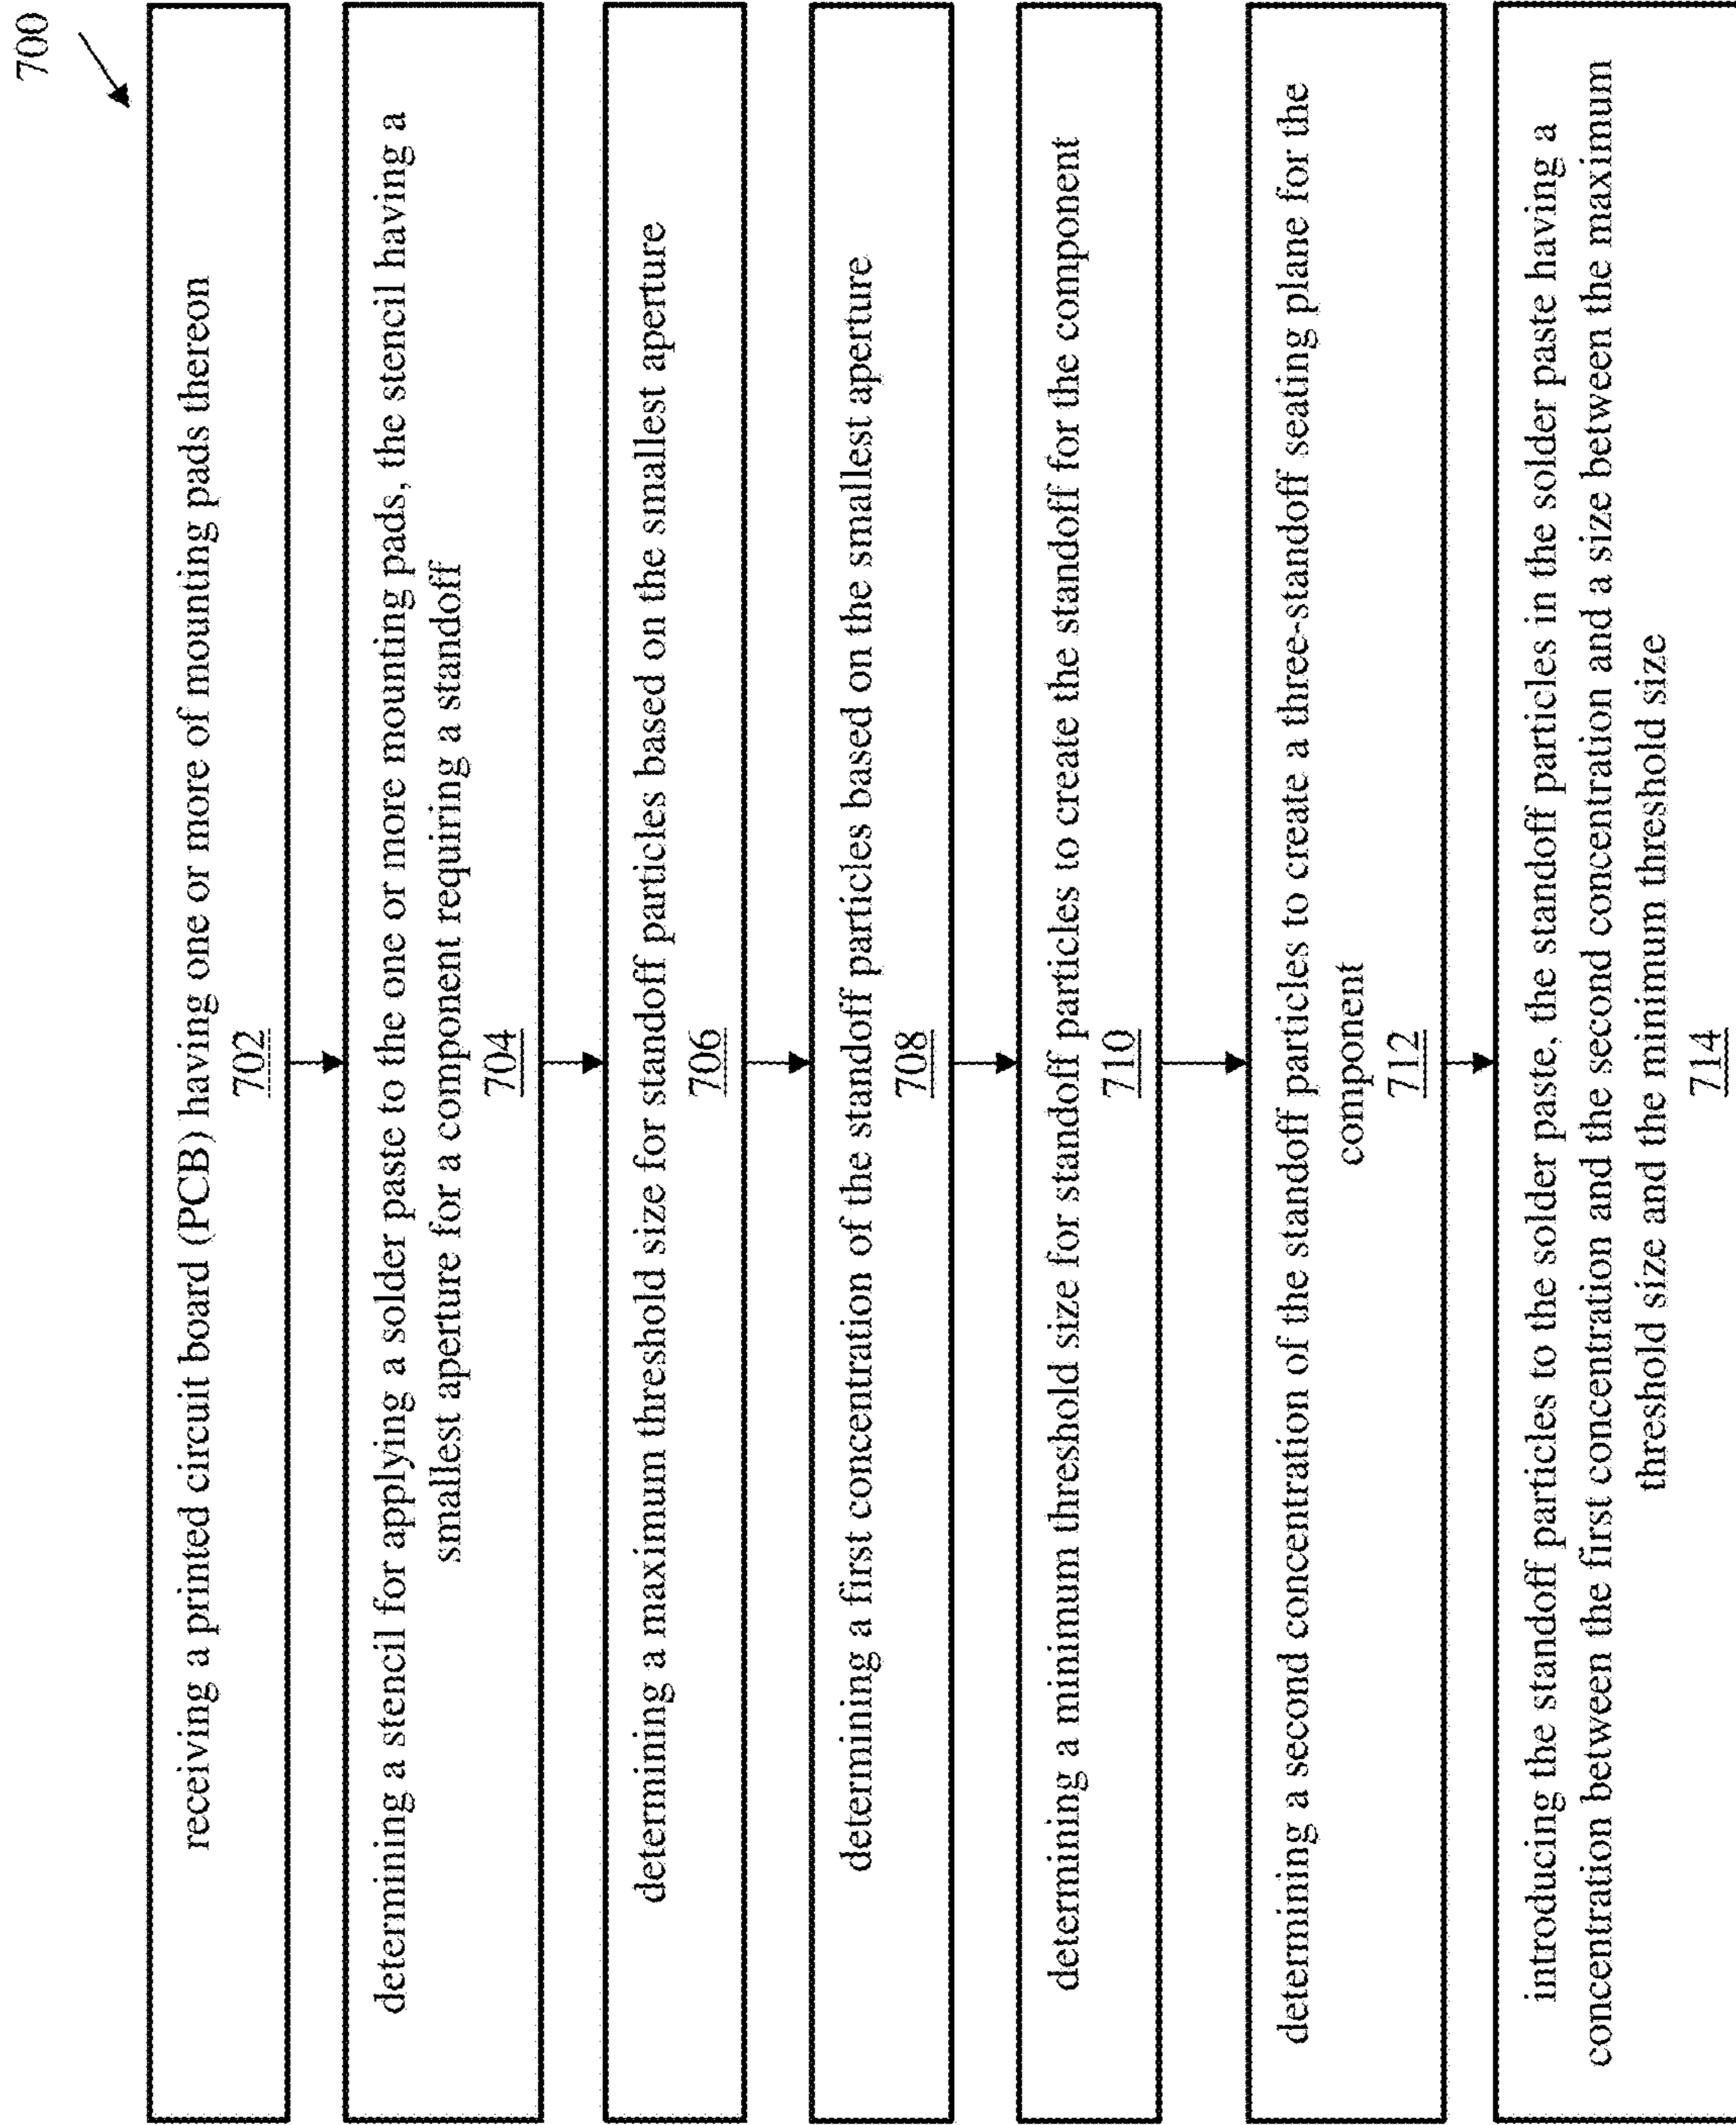 700
receiving a printed circuit board (PCB) having one or more of mounting pads thereon
702
determining a stencil for applying a solder paste to the one or more mounting pads, the stencil having a
smallest aperture for a component requiring a standoff
704
determining a maximum threshold size for standoff particles based on the smallest aperture
706
determining a first concentration of the standoff particles based on the smallest aperture
708
determining a minimum threshold size for standoff particles to create the standoff for the component
710
determining a second concentration of the standoff particles to create a three-standoff seating plane for the
component
712
introducing the standoff particles to the solder paste, the standoff particles in the solder paste having a
concentration between the first concentration and the second concentration and a size between the maximum
threshold size and the minimum threshold size
714